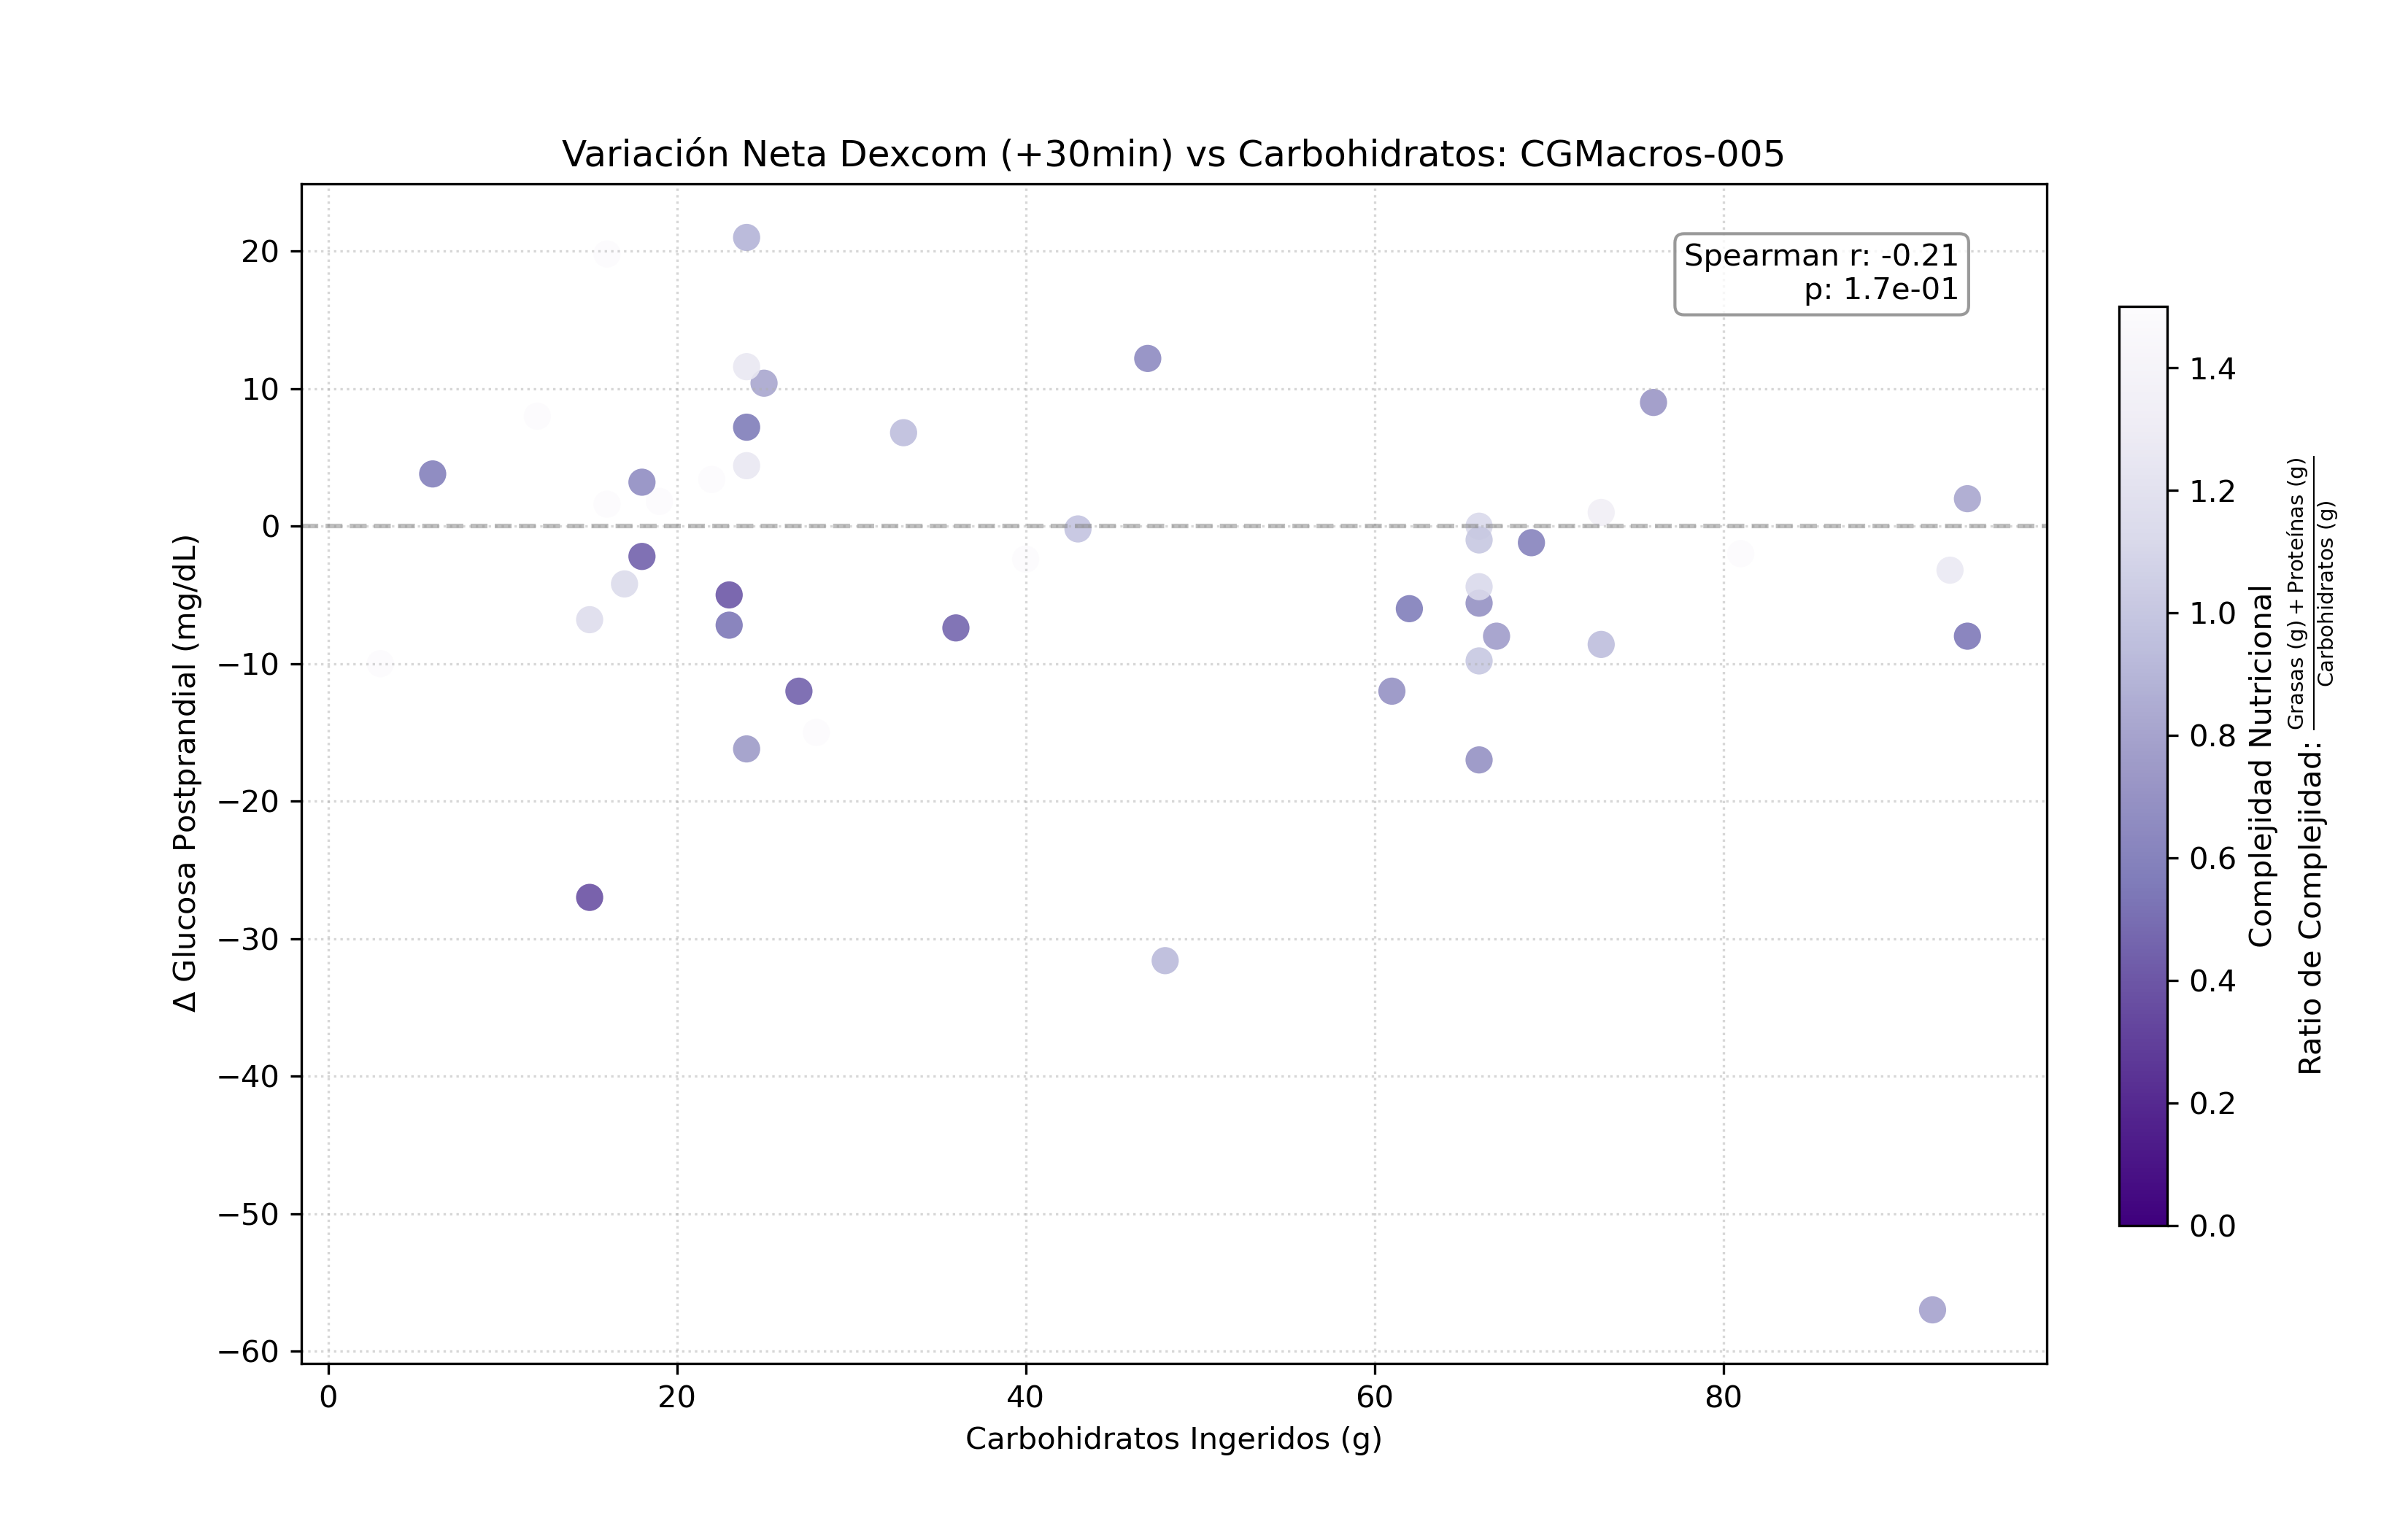 Variación Neta Dexcom (+30min) vs Carbohidratos: CGMacros-005
Spearman r: -0.21
p: 1.7e-01
Δ Glucosa Postprandial (mg/dL)
20
10
0
−10
−20
−30
−40
−50
−60
0
20
40
60
80
Carbohidratos Ingeridos (g)
1.4
1.2
1.0
0.8
0.6
0.4
0.2
0.0
Complejidad Nutricional
Ratio de Complejidad: Grasas (g) + Proteínas (g)
Carbohidratos (g)